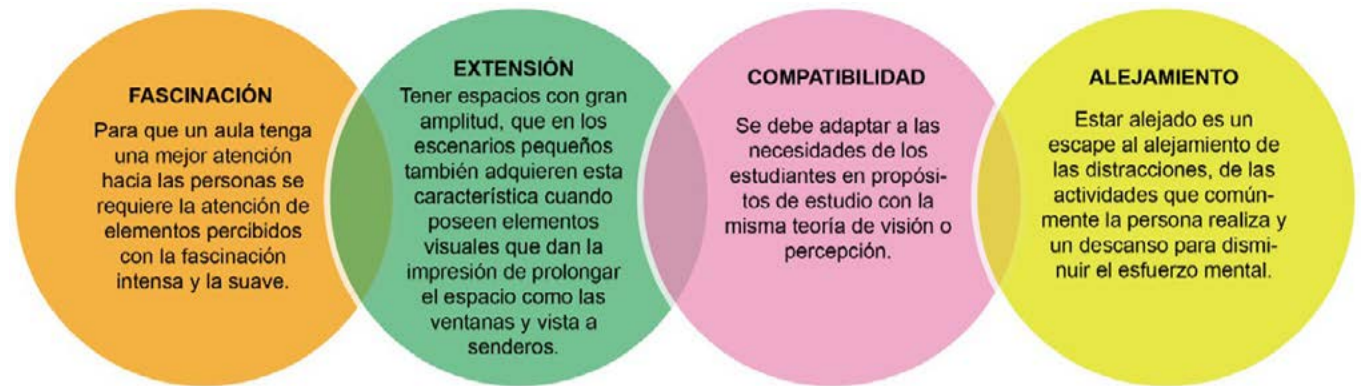 FASCINACIÓN
Para que un aula tenga
una mejor atención
hacia las personas se
requiere la atención de
elementos percibidos
con la fascinación
intensa y la suave.
EXTENSIÓN
Tener espacios con gran
amplitud, que en los
escenarios pequeños
también adquieren esta
característica cuando
poseen elementos
visuales que dan la
impresión de prolongar
el espacio como las
ventanas y vista a
senderos.
COMPATIBILIDAD
Se debe adaptar a las
necesidades de los
estudiantes en propósi-
tos de estudio con la
misma teoría de visión o
percepción.
ALEJAMIENTO
Estar alejado es un
escape al alejamiento de
las distracciones, de las
actividades que común-
mente la persona realiza y
un descanso para dismi-
nuir el esfuerzo mental.